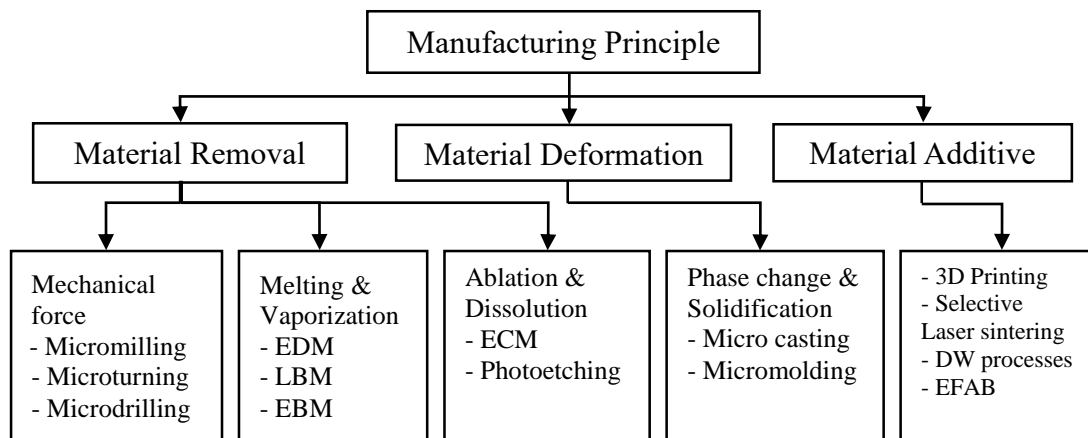 Manufacturing Principle
Material Removal
Material Deformation
Material Additive
Mechanical
force
- Micromilling
- Microturning
- Microdrilling
Melting &
Vaporization
- EDM
- LBM
- EBM
Ablation &
Dissolution
- ECM
- Photoetching
Phase change &
Solidification
- Micro casting
- Micromolding
- 3D Printing
- Selective
Laser sintering
- DW processes
- EFAB